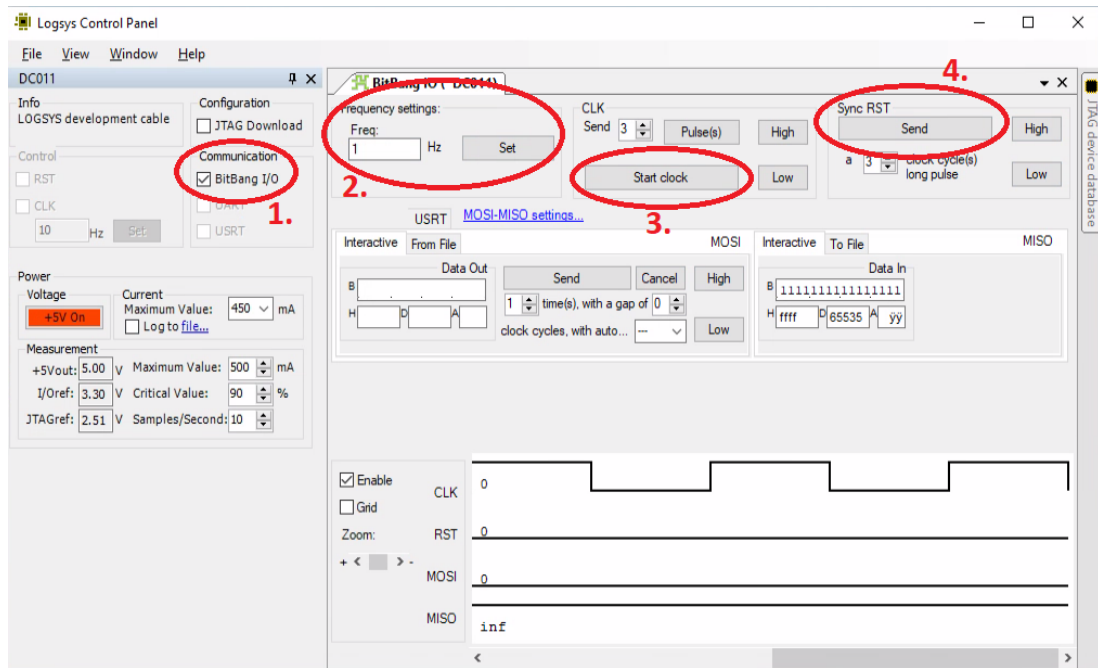 Logsys Control Panel
File View Window Help
DC011
Info
LOGSYS development cable
Configuration
JTAG Download
Control
RST
CLK
10 Hz Set
Communication
BitBang I/O
1.
UART
USRT
Power
Voltage
+5V On
Current
Maximum Value: 450 mA
Log to file...
Measurement
+5Vout: 5.00 V Maximum Value: 500 mA
I/Oref: 3.30 V Critical Value: 90 %
JTAGref: 2.51 V Samples/Second: 10
BitBang IO ( DC011)
Frequency settings:
Freq:
1 Hz Set
2.
CLK
Send 3 Pulse(s) High
Start clock Low
3.
4.
Sync RST
Send High
a 3 clock cycle(s)
long pulse Low
JTAG device database
USRT MOSI-MISO settings...
Interactive From File MOSI
Data Out
B . . .
H D A
Send Cancel High
1 time(s), with a gap of 0
clock cycles, with auto... --- Low
Interactive To File MISO
Data In
B 1111111111111111
H ffff D 65535 A ÿÿ
Enable
Grid
Zoom:
+ < > -
CLK 0
RST 0
MOSI 0
MISO inf